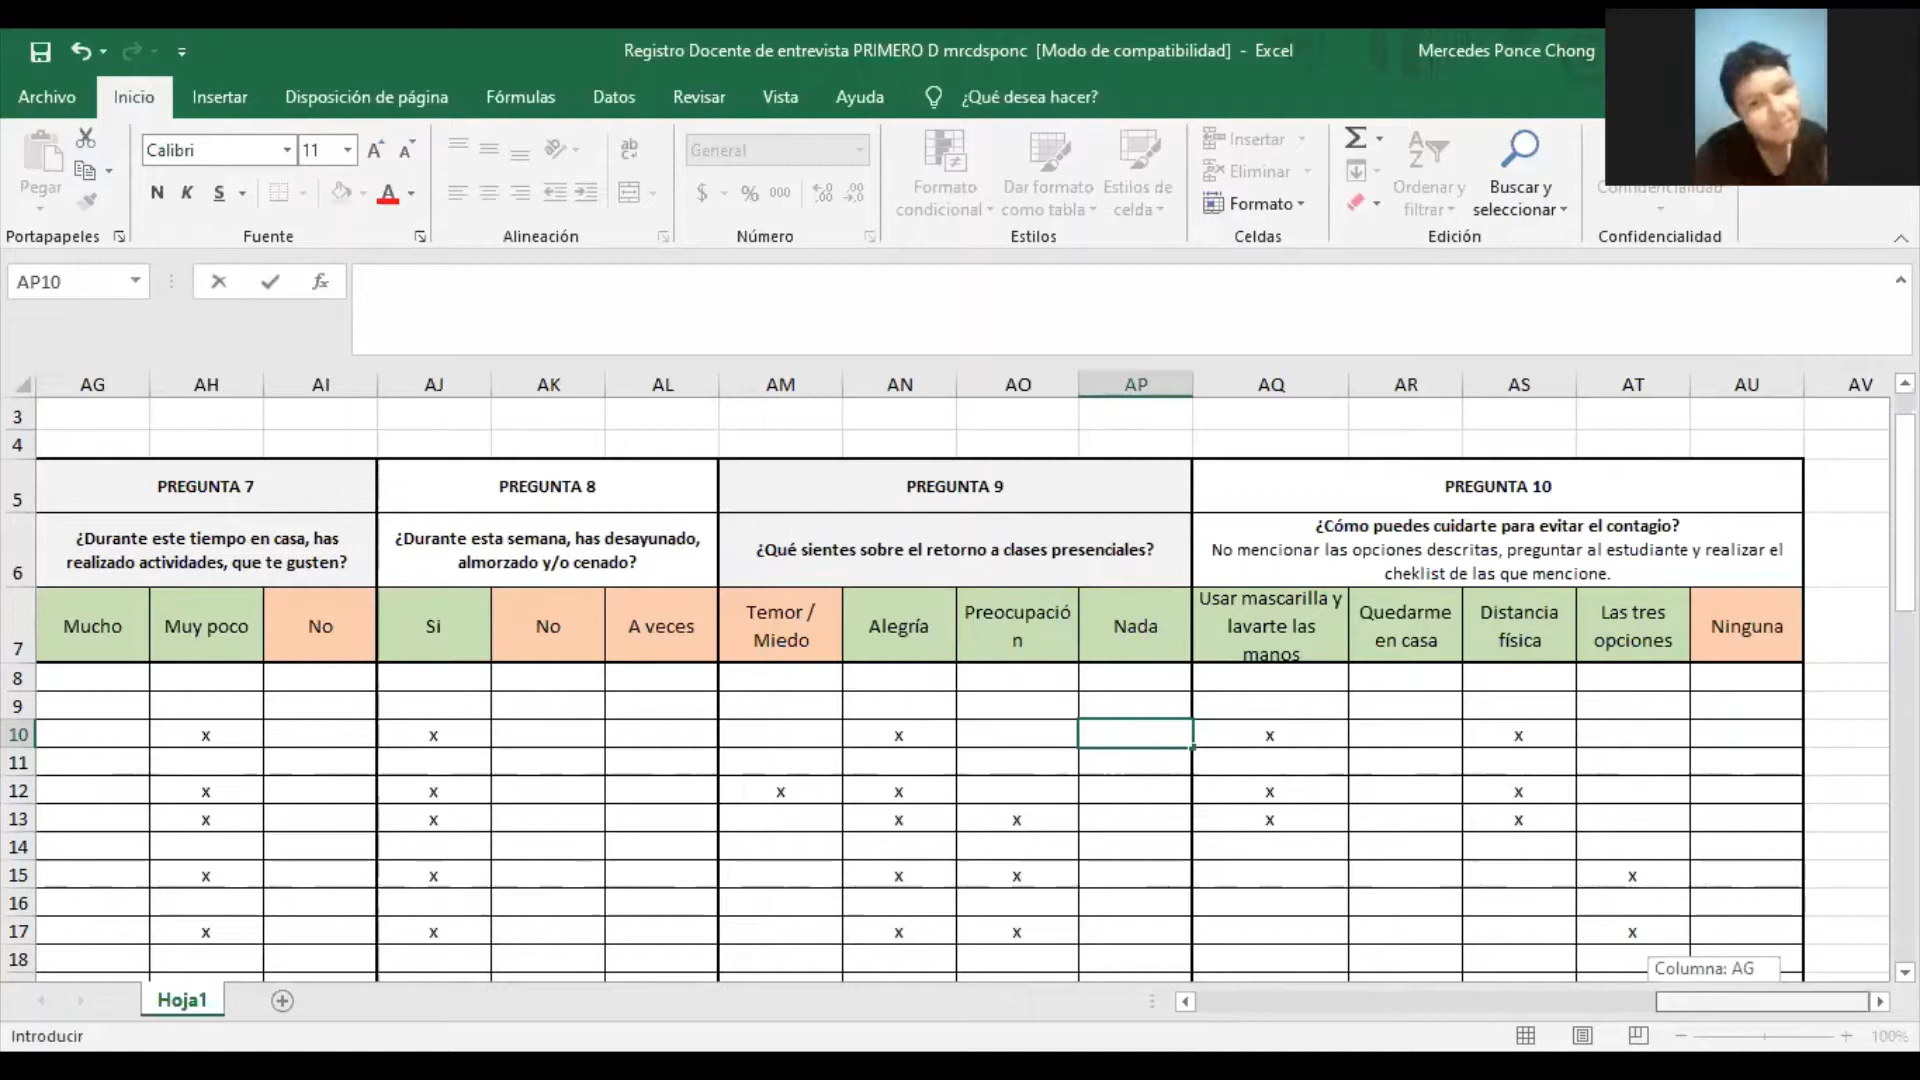 Registro Docente de entrevista PRIMERO D mrcdsponc [Modo de compatibilidad] - Excel
Mercedes Ponce Chong
Archivo Inicio Insertar Disposición de página Fórmulas Datos Revisar Vista Ayuda ¿Qué desea hacer?
Pegar
Calibri 11
N K S A
ab
General
$ % 000
Formato condicional
Dar formato como tabla
Estilos de celda
Insertar
Eliminar
Formato
Ordenar y filtrar
Buscar y seleccionar
Confidencialidad
Portapapeles Fuente Alineación Número Estilos Celdas Edición Confidencialidad
AP10 fx
AG AH AI AJ AK AL AM AN AO AP AQ AR AS AT AU AV
3
4
5 PREGUNTA 7 PREGUNTA 8 PREGUNTA 9 PREGUNTA 10
6
¿Durante este tiempo en casa, has
realizado actividades, que te gusten?
¿Durante esta semana, has desayunado,
almorzado y/o cenado?
¿Qué sientes sobre el retorno a clases presenciales?
¿Cómo puedes cuidarte para evitar el contagio?
No mencionar las opciones descritas, preguntar al estudiante y realizar el
cheklist de las que mencione.
7
Mucho
Muy poco
No
Si
No
A veces
Temor /
Miedo
Alegría
Preocupació
n
Nada
Usar mascarilla y
lavarte las
manos
Quedarme
en casa
Distancia
física
Las tres
opciones
Ninguna
8
9
10 x x x x x
11
12 x x x x x x
13 x x x x x x
14
15 x x x x x
16
17 x x x x x
18
Columna: AG
Hoja1
Introducir
100%